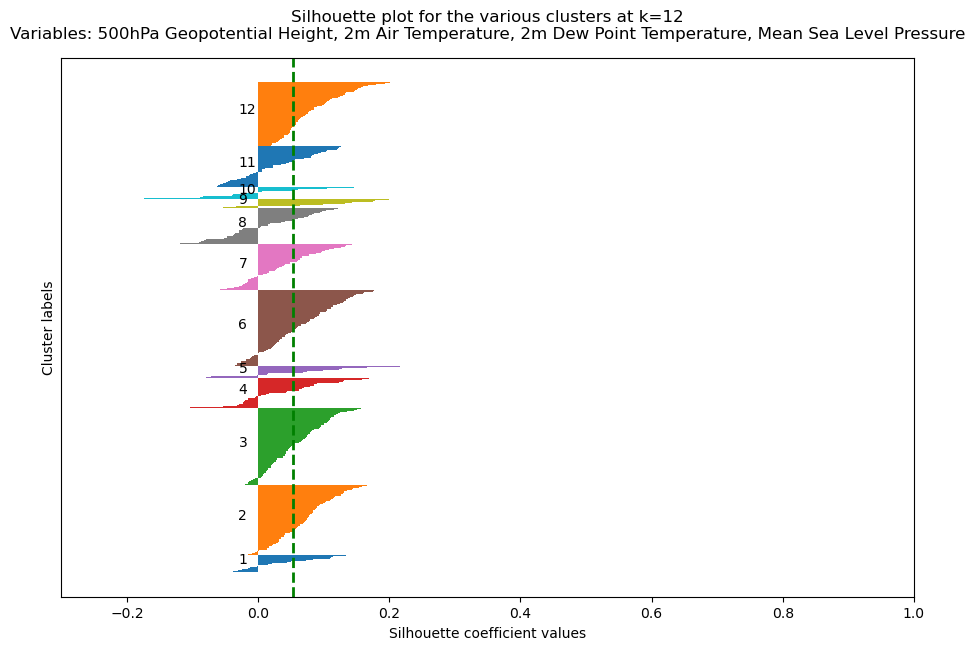 Silhouette plot for the various clusters at k=12
Variables: 500hPa Geopotential Height, 2m Air Temperature, 2m Dew Point Temperature, Mean Sea Level Pressure
12
11
10
9
8
7
6
5
4
3
2
1
Cluster labels
−0.2 0.0 0.2 0.4 0.6 0.8 1.0
Silhouette coefficient values